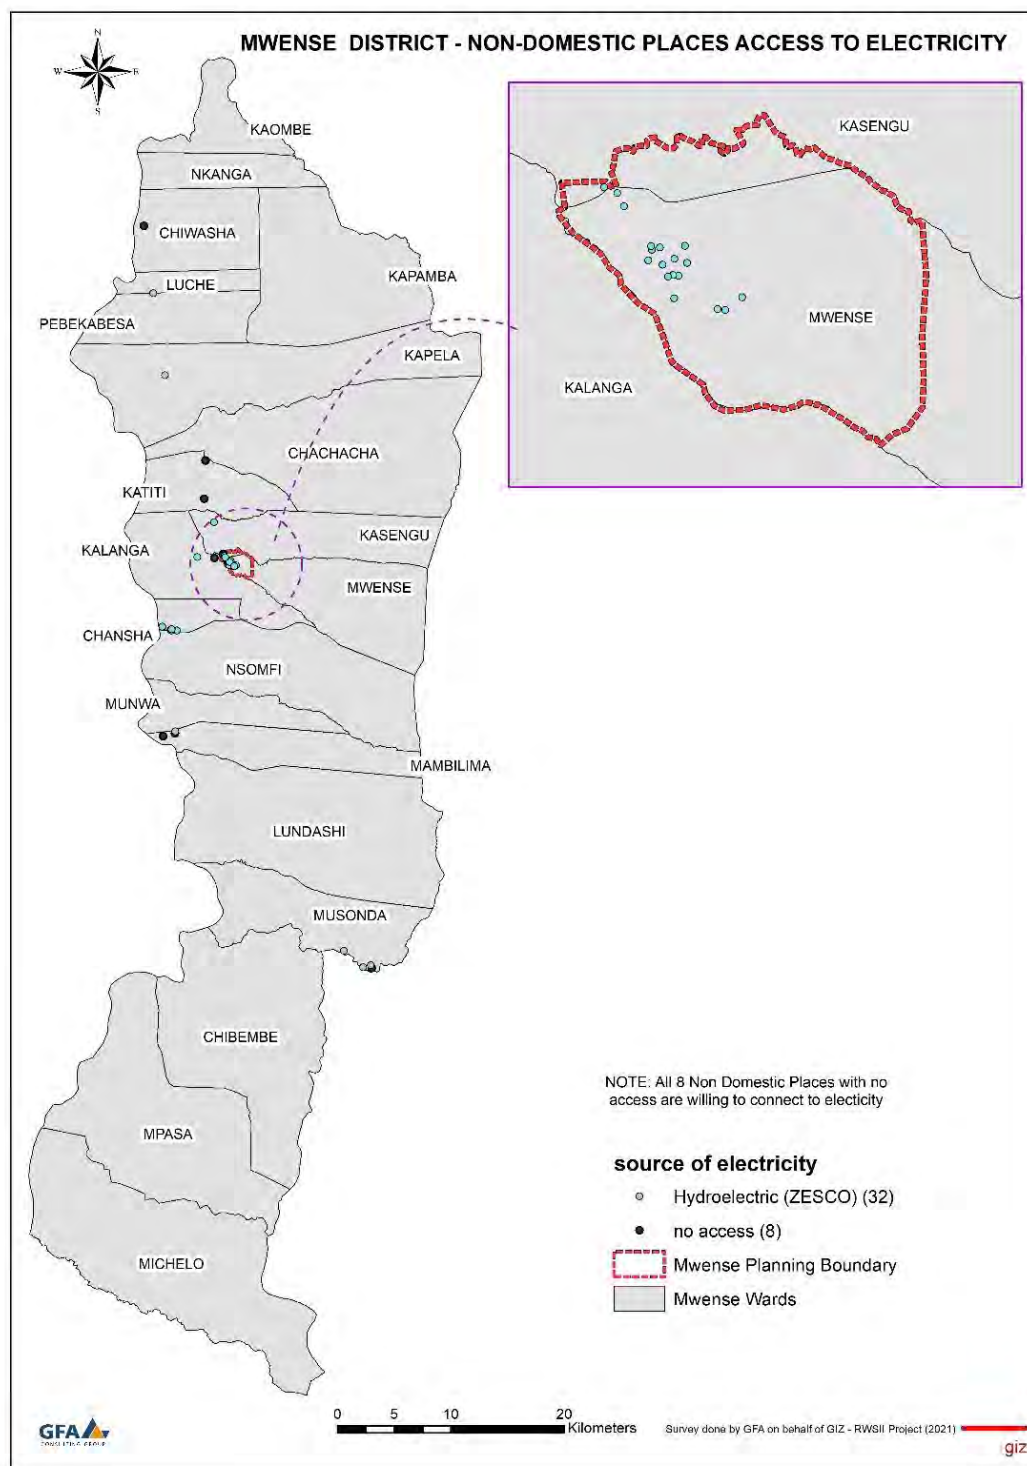 MWENSE DISTRICT - NON-DOMESTIC PLACES ACCESS TO ELECTRICITY
N
W
E
S
KAOMBE
NKANGA
CHIWASHA
LUCHE
KAPAMBA
PEBEKABESA
KAPELA
CHACHACHA
KATITI
KASENGU
KALANGA
MWENSE
CHANSHA
NSOMFI
MUNWA
MAMBILIMA
LUNDASHI
MUSONDA
CHIBEMBE
MPASA
MICHELO
KASENGU
MWENSE
KALANGA
NOTE: All 8 Non Domestic Places with no
access are willing to connect to electicity
source of electricity
Hydroelectric (ZESCO) (32)
no access (8)
Mwense Planning Boundary
Mwense Wards
GFA
CONSULTING GROUP
0 5 10 20
Kilometers
Survey done by GFA on behalf of GIZ - RWSII Project (2021)
giz